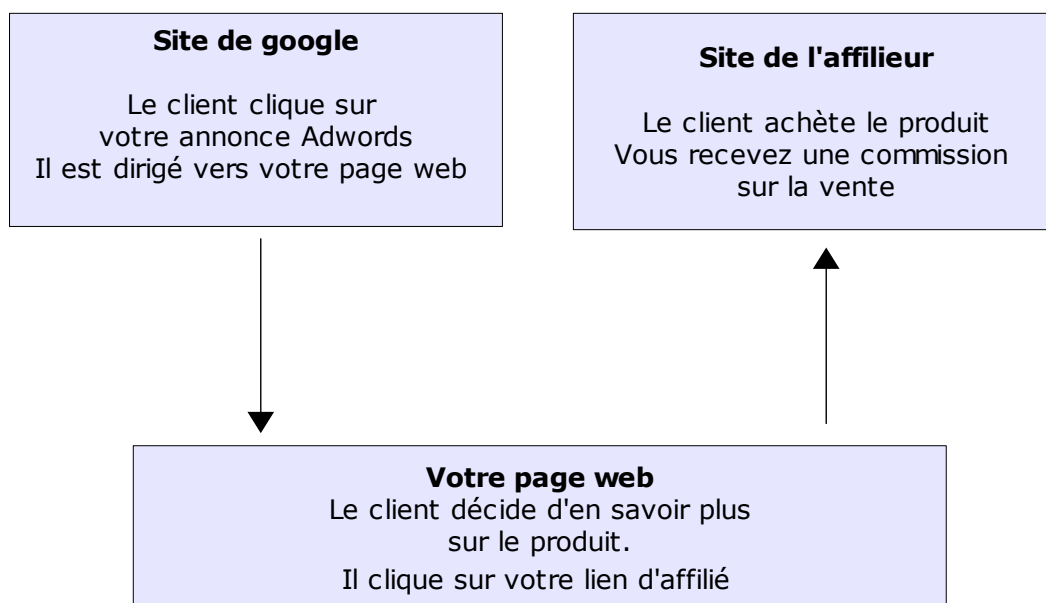 Site de google
Le client clique sur
votre annonce Adwords
Il est dirigé vers votre page web
Site de l'affilieur
Le client achète le produit
Vous recevez une commission
sur la vente
Votre page web
Le client décide d'en savoir plus
sur le produit.
Il clique sur votre lien d'affilié